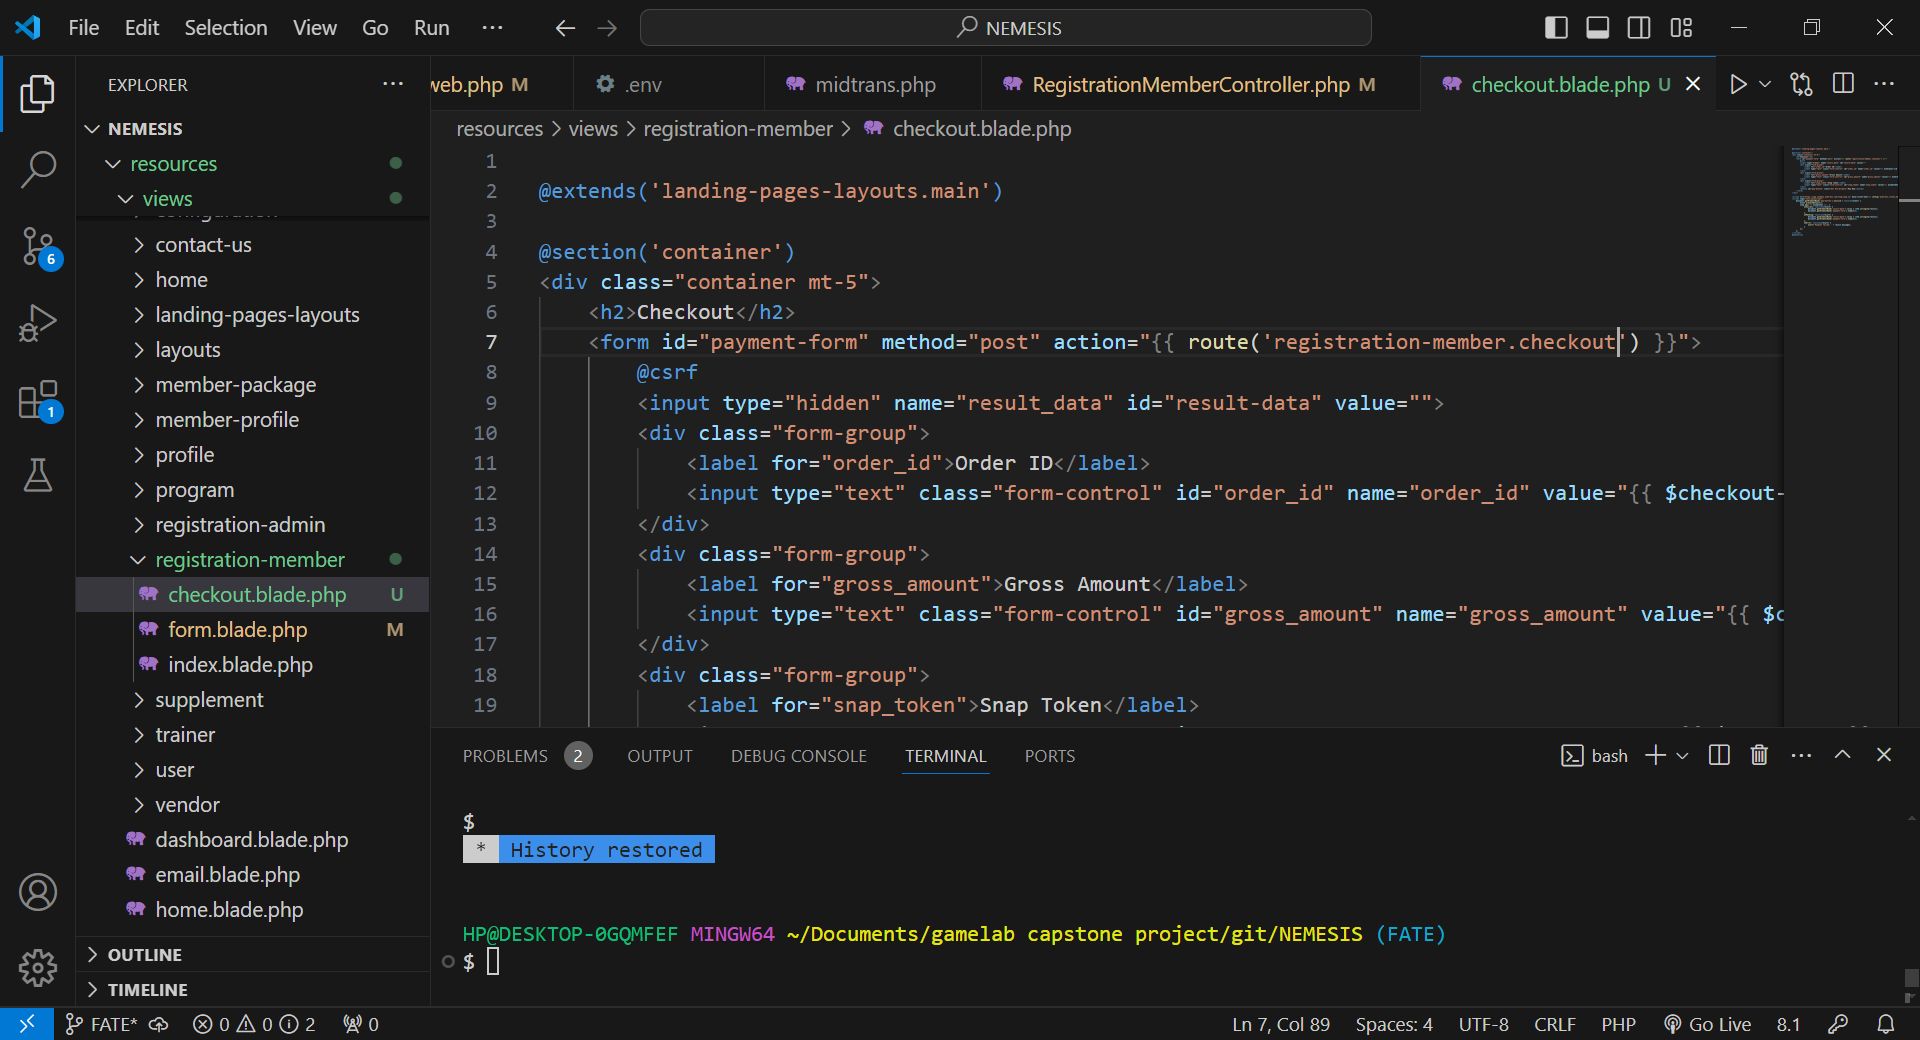 File Edit Selection View Go Run ··· NEMESIS
EXPLORER ···
NEMESIS
resources
views
configuration
contact-us
home
landing-pages-layouts
layouts
member-package
member-profile
profile
program
registration-admin
registration-member
checkout.blade.php U
form.blade.php M
index.blade.php
supplement
trainer
user
vendor
dashboard.blade.php
email.blade.php
home.blade.php
OUTLINE
TIMELINE
6
1
web.php M .env midtrans.php RegistrationMemberController.php M checkout.blade.php U
resources > views > registration-member > checkout.blade.php
1
2 @extends('landing-pages-layouts.main')
3
4 @section('container')
5 <div class="container mt-5">
6 <h2>Checkout</h2>
7 <form id="payment-form" method="post" action="{{ route('registration-member.checkout') }}">
8 @csrf
9 <input type="hidden" name="result_data" id="result-data" value="">
10 <div class="form-group">
11 <label for="order_id">Order ID</label>
12 <input type="text" class="form-control" id="order_id" name="order_id" value="{{ $checkout-
13 </div>
14 <div class="form-group">
15 <label for="gross_amount">Gross Amount</label>
16 <input type="text" class="form-control" id="gross_amount" name="gross_amount" value="{{ $c
17 </div>
18 <div class="form-group">
19 <label for="snap_token">Snap Token</label>
PROBLEMS 2 OUTPUT DEBUG CONSOLE TERMINAL PORTS bash
$
* History restored
HP@DESKTOP-0GQMFEF MINGW64 ~/Documents/gamelab capstone project/git/NEMESIS (FATE)
$
FATE* 0 0 2 0 Ln 7, Col 89 Spaces: 4 UTF-8 CRLF PHP Go Live 8.1